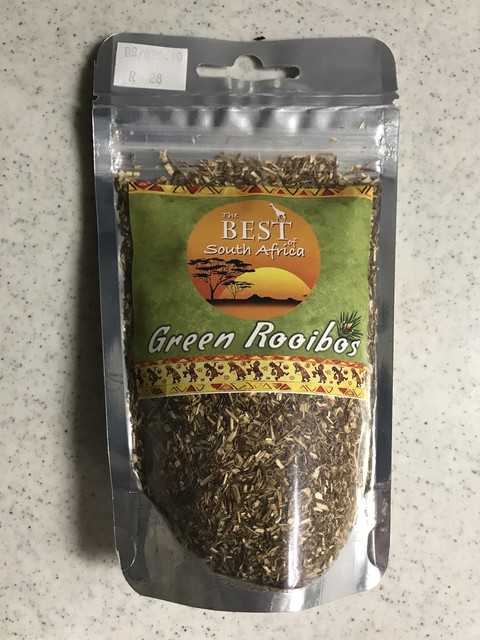 R 28
The
BEST
of
South Africa
Green Rooibos